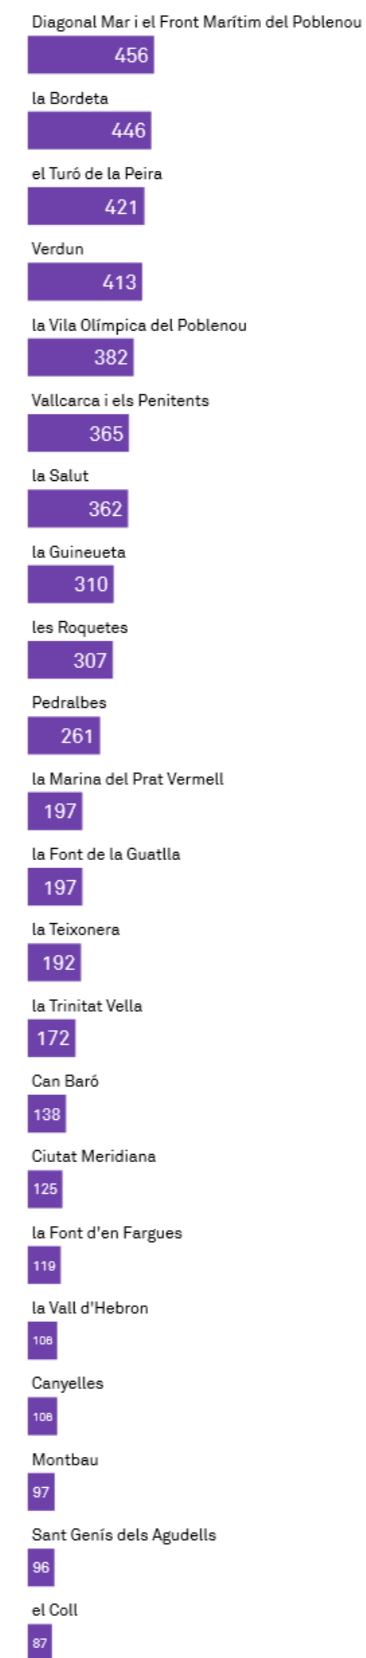 Diagonal Mar i el Front Marítim del Poblenou
456
la Bordeta
446
el Turó de la Peira
421
Verdun
413
la Vila Olímpica del Poblenou
382
Vallcarca i els Penitents
365
la Salut
362
la Guineueta
310
les Roquetes
307
Pedralbes
261
la Marina del Prat Vermell
197
la Font de la Guatlla
197
la Teixonera
192
la Trinitat Vella
172
Can Baró
138
Ciutat Meridiana
125
la Font d'en Fargues
119
la Vall d'Hebron
Canyelles
Montbau
97
Sant Genís dels Agudells
96
el Coll
87